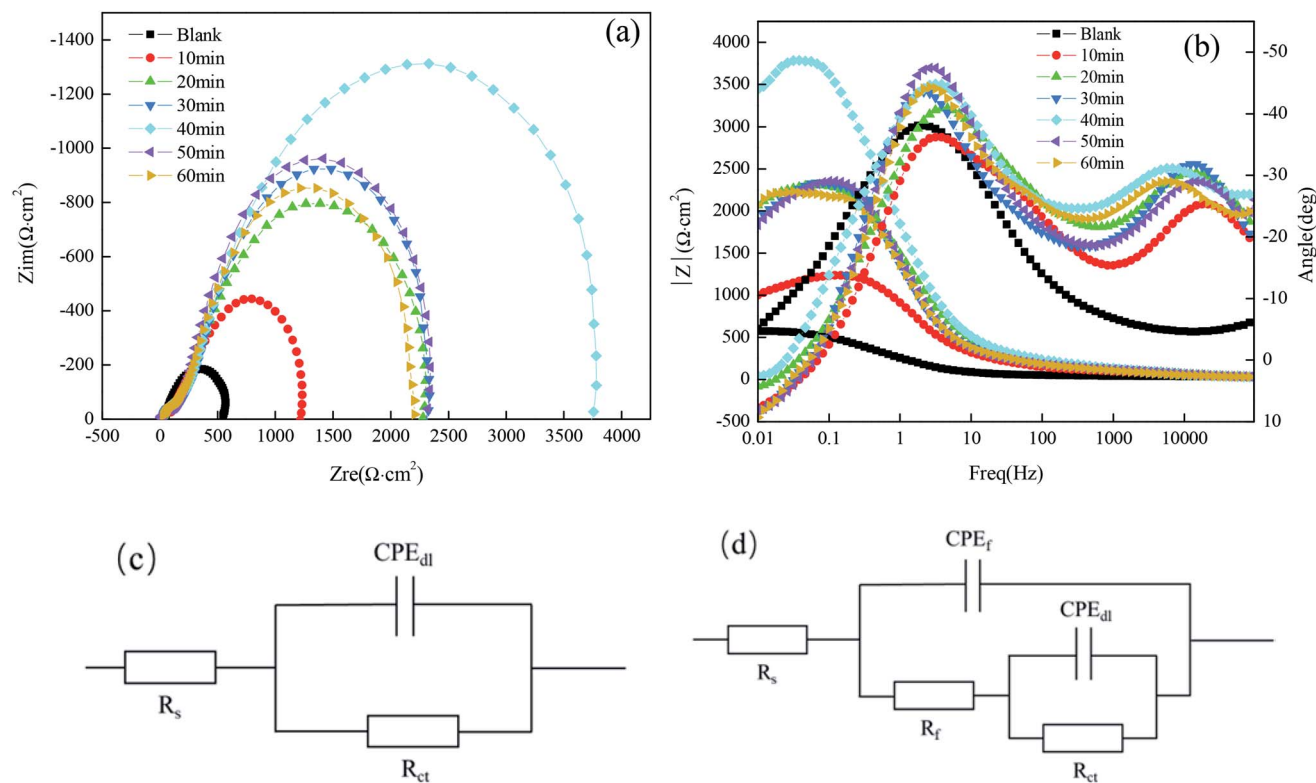 (a)
-1400
-1200
-1000
-800
-600
-400
-200
0
Zim(Ω·cm²)
Blank
10min
20min
30min
40min
50min
60min
-500 0 500 1000 1500 2000 2500 3000 3500 4000
Zre(Ω·cm²)
(b)
4000
3500
3000
2500
2000
1500
1000
500
0
-500
|Z|(Ω·cm²)
Blank
10min
20min
30min
40min
50min
60min
-50
-40
-30
-20
-10
0
10
Angle(deg)
0.01 0.1 1 10 100 1000 10000
Freq(Hz)
(c)
CPE_dl
R_s
R_ct
(d)
CPE_f
CPE_dl
R_s
R_f
R_ct